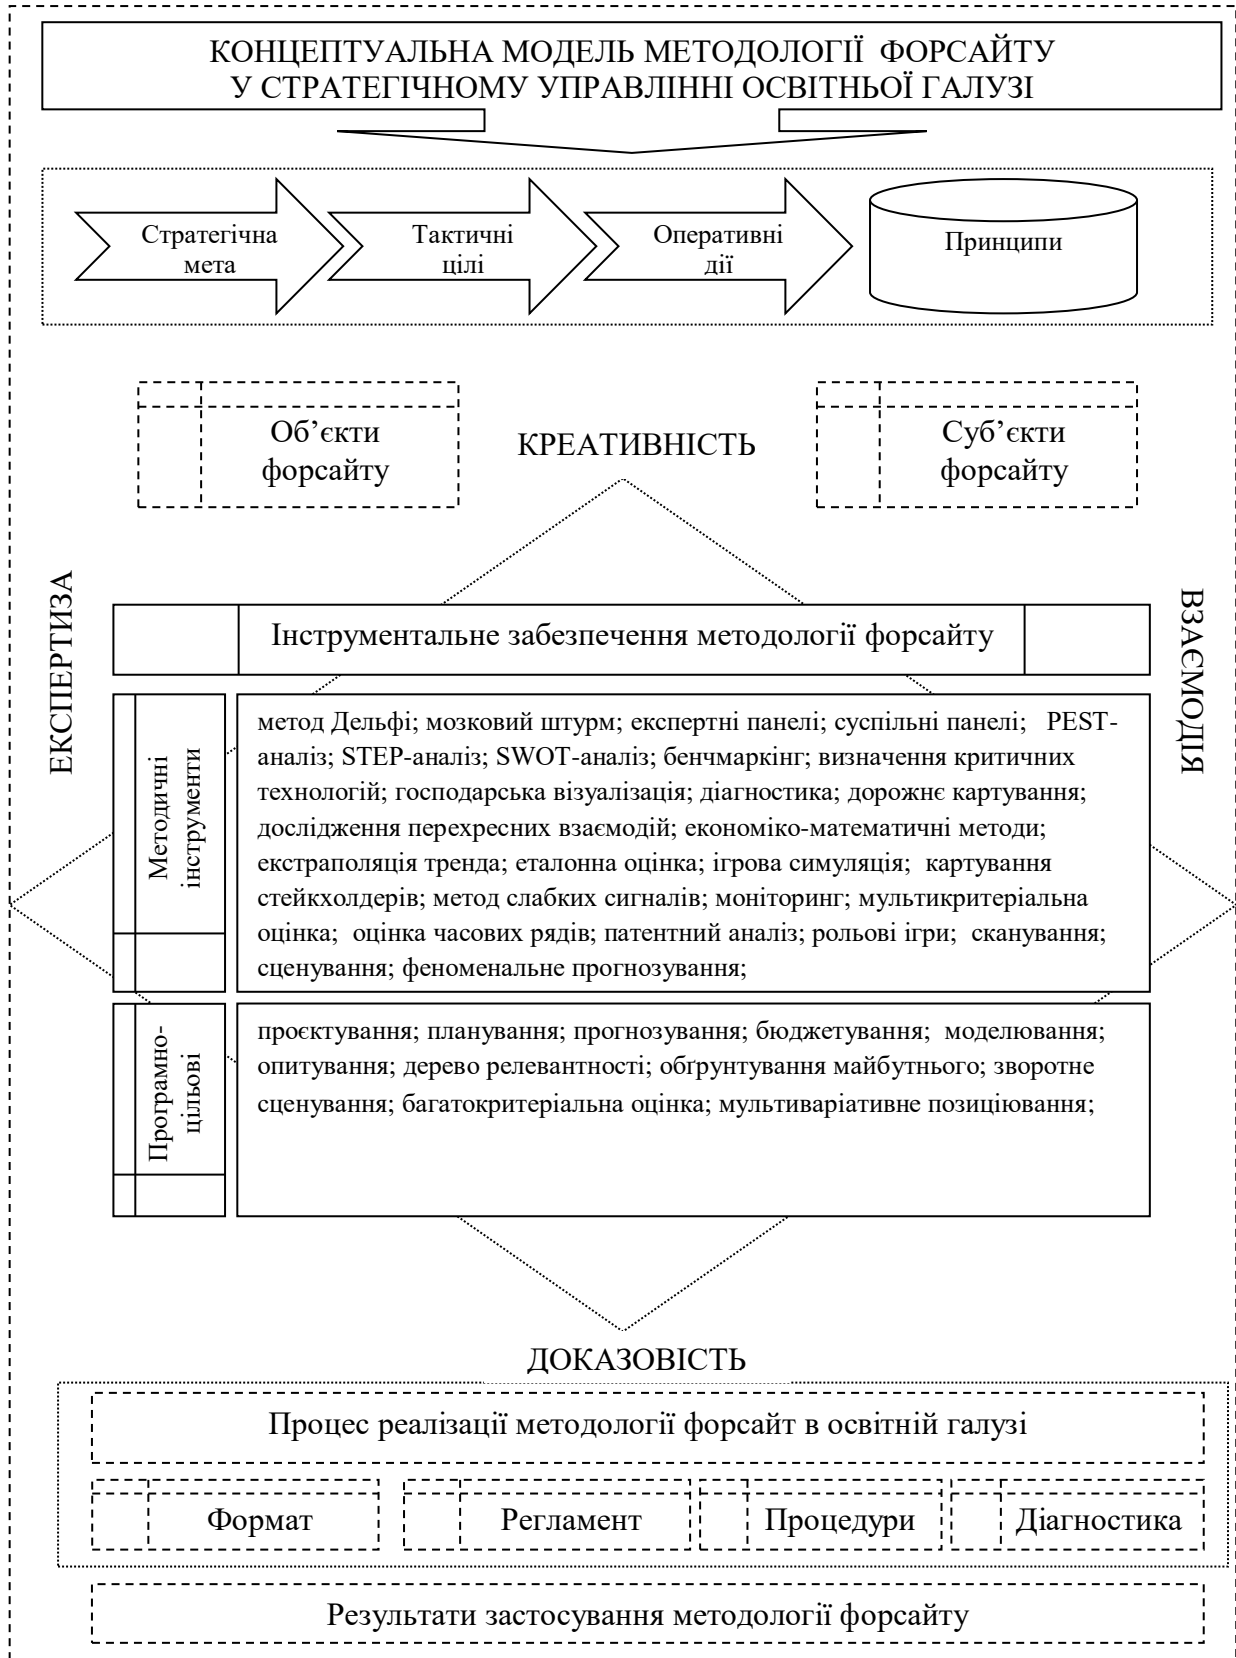 КОНЦЕПТУАЛЬНА МОДЕЛЬ МЕТОДОЛОГІЇ ФОРСАЙТУ
У СТРАТЕГІЧНОМУ УПРАВЛІННІ ОСВІТНЬОЇ ГАЛУЗІ
Стратегічна
мета
Тактичні
цілі
Оперативні
дії
Принципи
Об’єкти
форсайту
КРЕАТИВНІСТЬ
Суб’єкти
форсайту
ЕКСПЕРТИЗА
ВЗАЄМОДІЯ
Інструментальне забезпечення методології форсайту
Методичні
інструменти
метод Дельфі; мозковий штурм; експертні панелі; суспільні панелі; PEST-
аналіз; STEP-аналіз; SWOT-аналіз; бенчмаркінг; визначення критичних
технологій; господарська візуалізація; діагностика; дорожнє картування;
дослідження перехресних взаємодій; економіко-математичні методи;
екстраполяція тренда; еталонна оцінка; ігрова симуляція; картування
стейкхолдерів; метод слабких сигналів; моніторинг; мультикритеріальна
оцінка; оцінка часових рядів; патентний аналіз; рольові ігри; сканування;
сценування; феноменальне прогнозування;
Програмно-
цільові
проєктування; планування; прогнозування; бюджетування; моделювання;
опитування; дерево релевантності; обґрунтування майбутнього; зворотне
сценування; багатокритеріальна оцінка; мультиваріативне позиціювання;
ДОКАЗОВІСТЬ
Процес реалізації методології форсайт в освітній галузі
Формат
Регламент
Процедури
Діагностика
Результати застосування методології форсайту